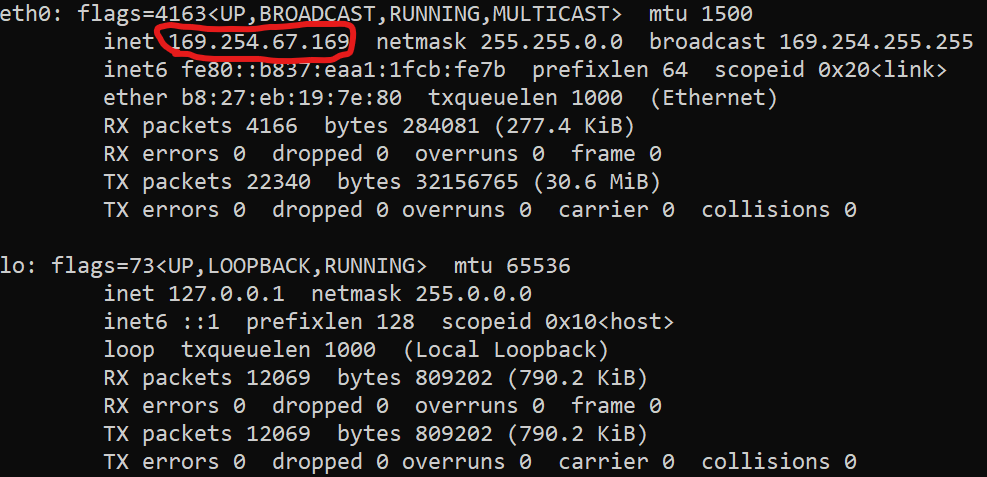 eth0: flags=4163<UP,BROADCAST,RUNNING,MULTICAST>  mtu 1500
        inet 169.254.67.169  netmask 255.255.0.0  broadcast 169.254.255.255
        inet6 fe80::b837:eaa1:1fcb:fe7b  prefixlen 64  scopeid 0x20<link>
        ether b8:27:eb:19:7e:80  txqueuelen 1000  (Ethernet)
        RX packets 4166  bytes 284081 (277.4 KiB)
        RX errors 0  dropped 0  overruns 0  frame 0
        TX packets 22340  bytes 32156765 (30.6 MiB)
        TX errors 0  dropped 0 overruns 0  carrier 0  collisions 0

lo: flags=73<UP,LOOPBACK,RUNNING>  mtu 65536
        inet 127.0.0.1  netmask 255.0.0.0
        inet6 ::1  prefixlen 128  scopeid 0x10<host>
        loop  txqueuelen 1000  (Local Loopback)
        RX packets 12069  bytes 809202 (790.2 KiB)
        RX errors 0  dropped 0  overruns 0  frame 0
        TX packets 12069  bytes 809202 (790.2 KiB)
        TX errors 0  dropped 0 overruns 0  carrier 0  collisions 0